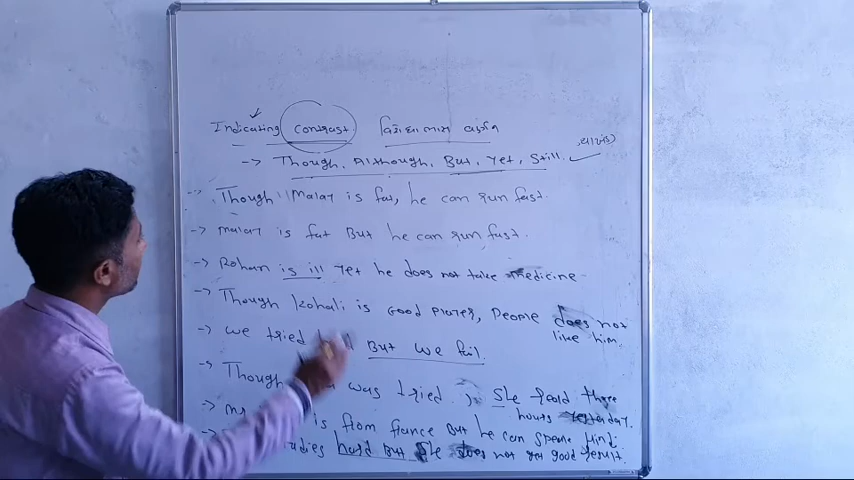 Indicating contrast વિરોધાભાસ વર્ણન
-> Though, Although, But, Yet, Still.
-> Though Malay is fat, he can run fast.
-> malay is fat But he can run fast.
-> Rohan is ill Yet he does not take medicine
-> Though Kohali is Good player, People does not like him.
-> We tried But We fail.
-> Though was tried, She read three hours yesterday.
-> mr is from france But he can speak Hindi.
hard But She does not get good result.